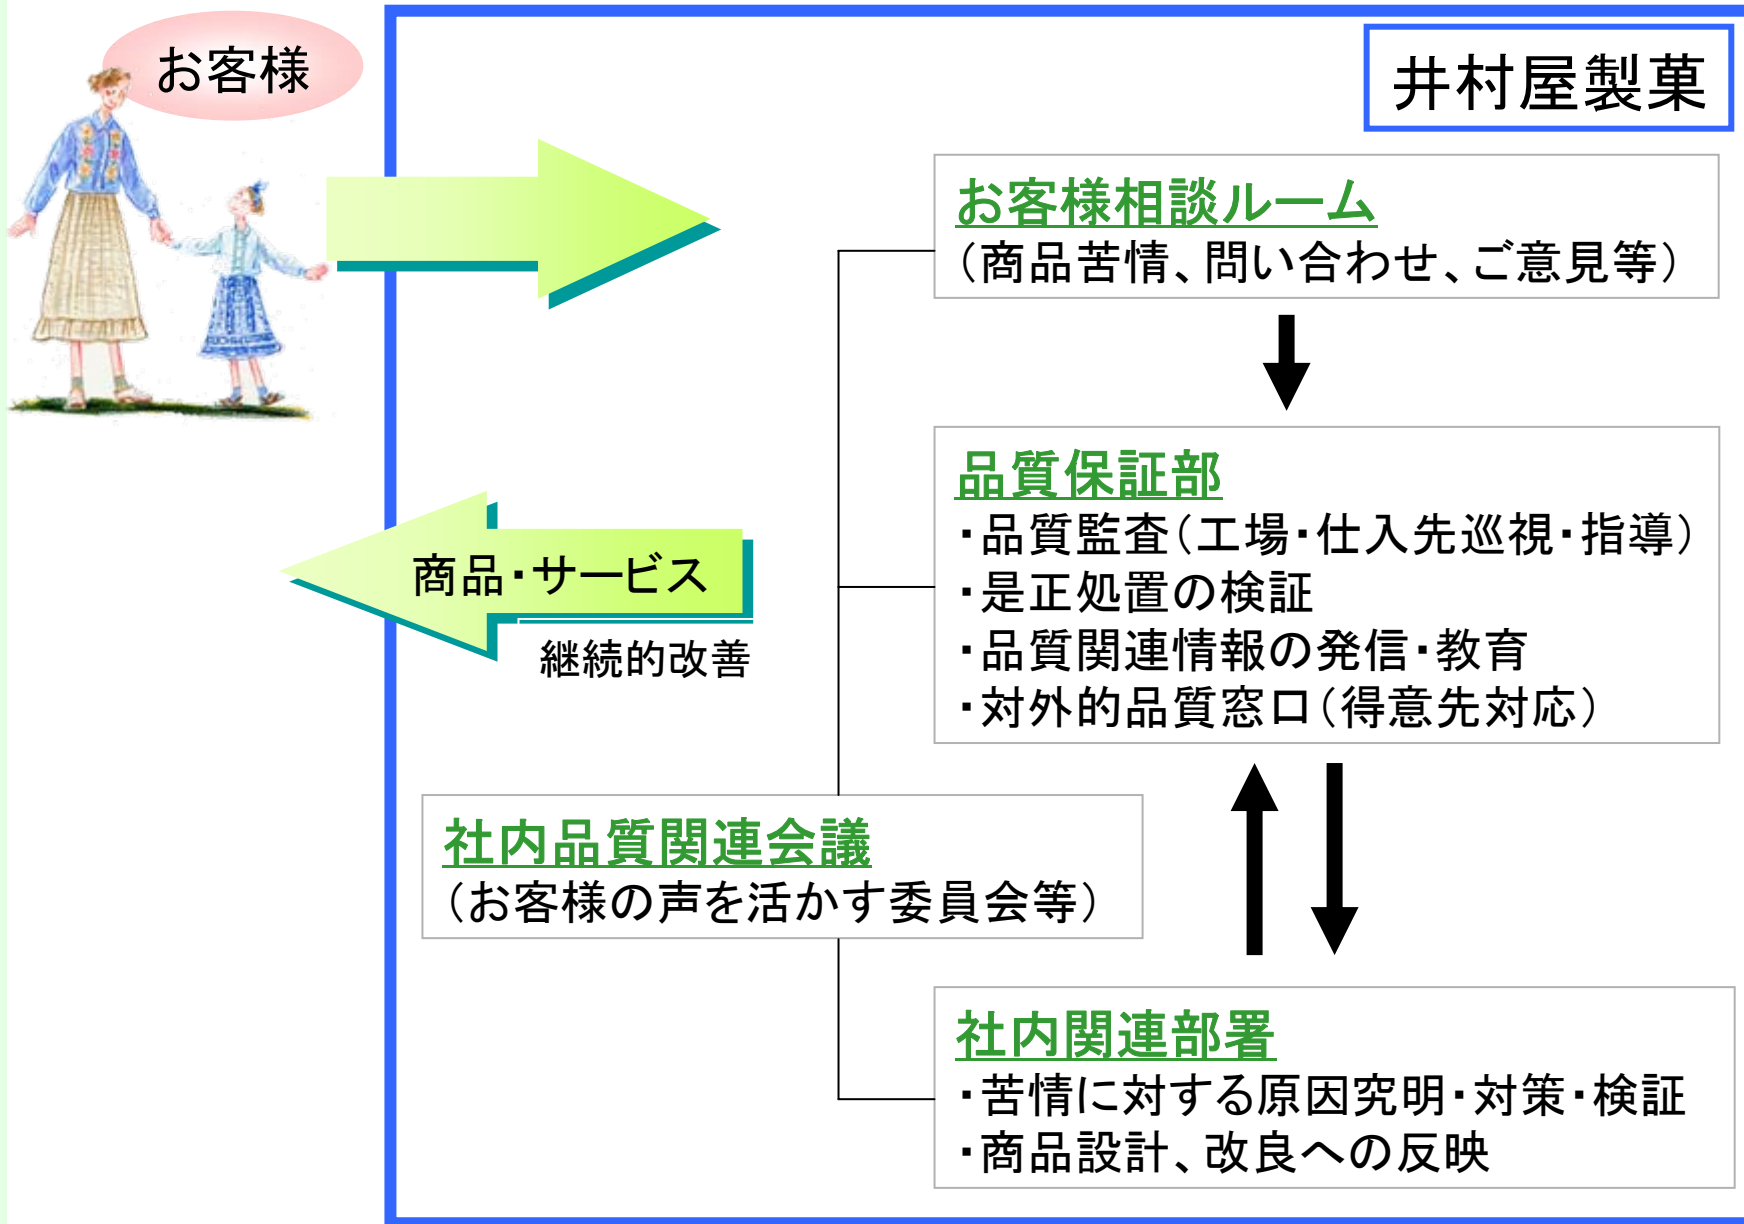 お客様
井村屋製菓
お客様相談ルーム
（商品苦情、問い合わせ、ご意見等）
品質保証部
・品質監査（工場・仕入先巡視・指導）
・是正処置の検証
・品質関連情報の発信・教育
・対外的品質窓口（得意先対応）
商品・サービス
継続的改善
社内品質関連会議
（お客様の声を活かす委員会等）
社内関連部署
・苦情に対する原因究明・対策・検証
・商品設計、改良への反映